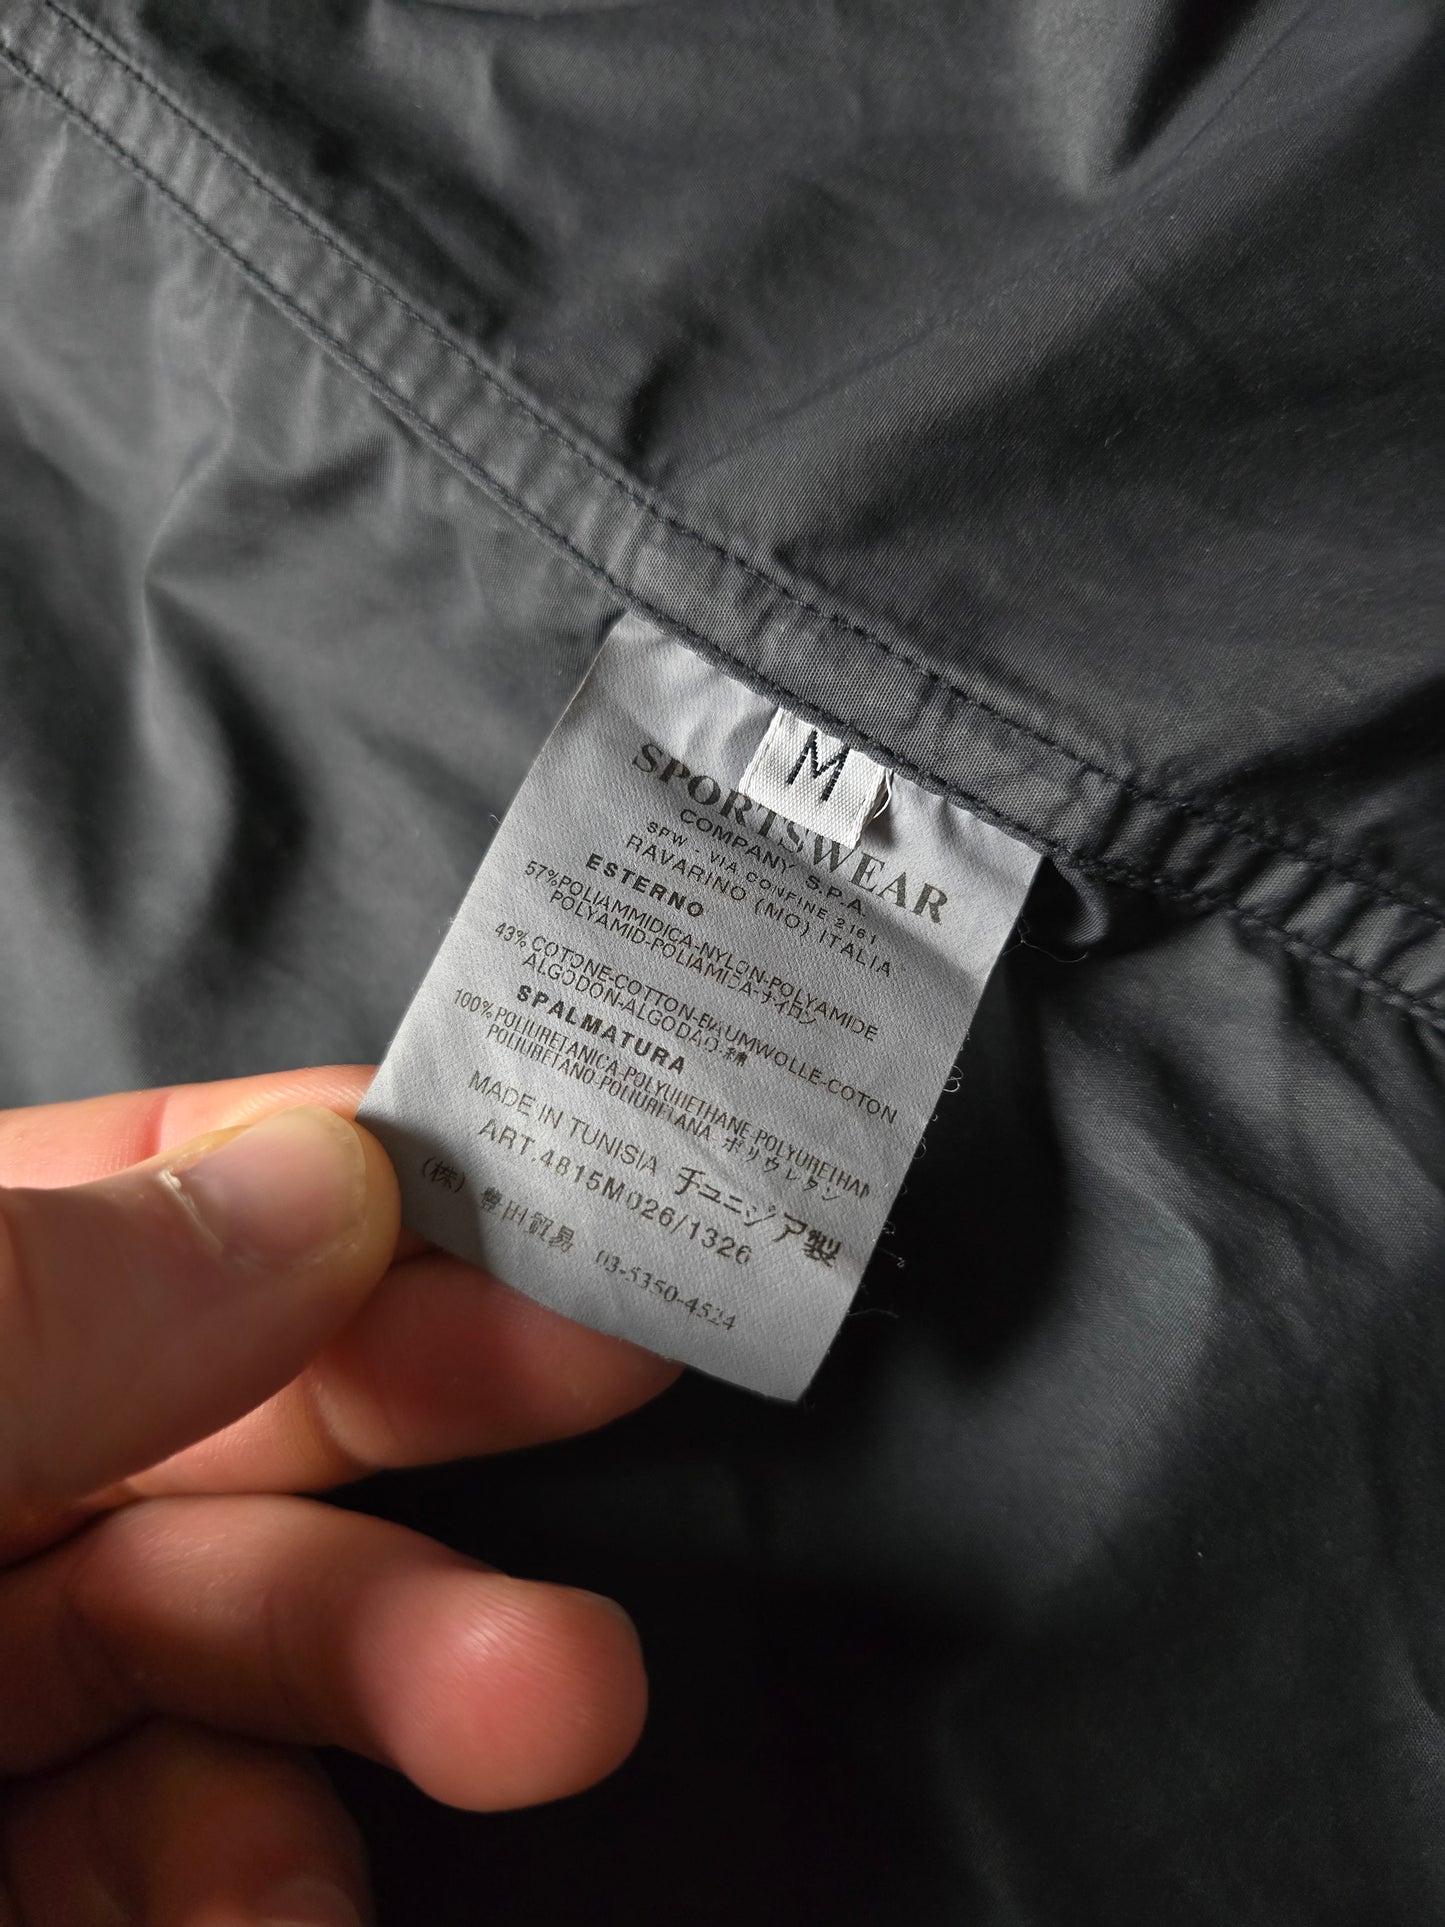 M
SPORTSWEAR
COMPANY S.P.A.
SPW - VIA CONFINE 2161
RAVARINO (MO) ITALIA
ESTERNO
57%POLIAMMIDICA-NYLON-POLYAMIDE
POLYAMID-POLIAMIDA-ナイロン
43%COTONE-COTTON-BAUMWOLLE-COTON
ALGODON-ALGODAO-綿
SPALMATURA
100%POLIURETANICA-POLYURETHANE-POLYURETHAN
POLIURETANO-POLIURETANA ポリウレタン
MADE IN TUNISIA チュニジア製
ART.4815M026/1326
(株) 豊田貿易 03-5350-4524